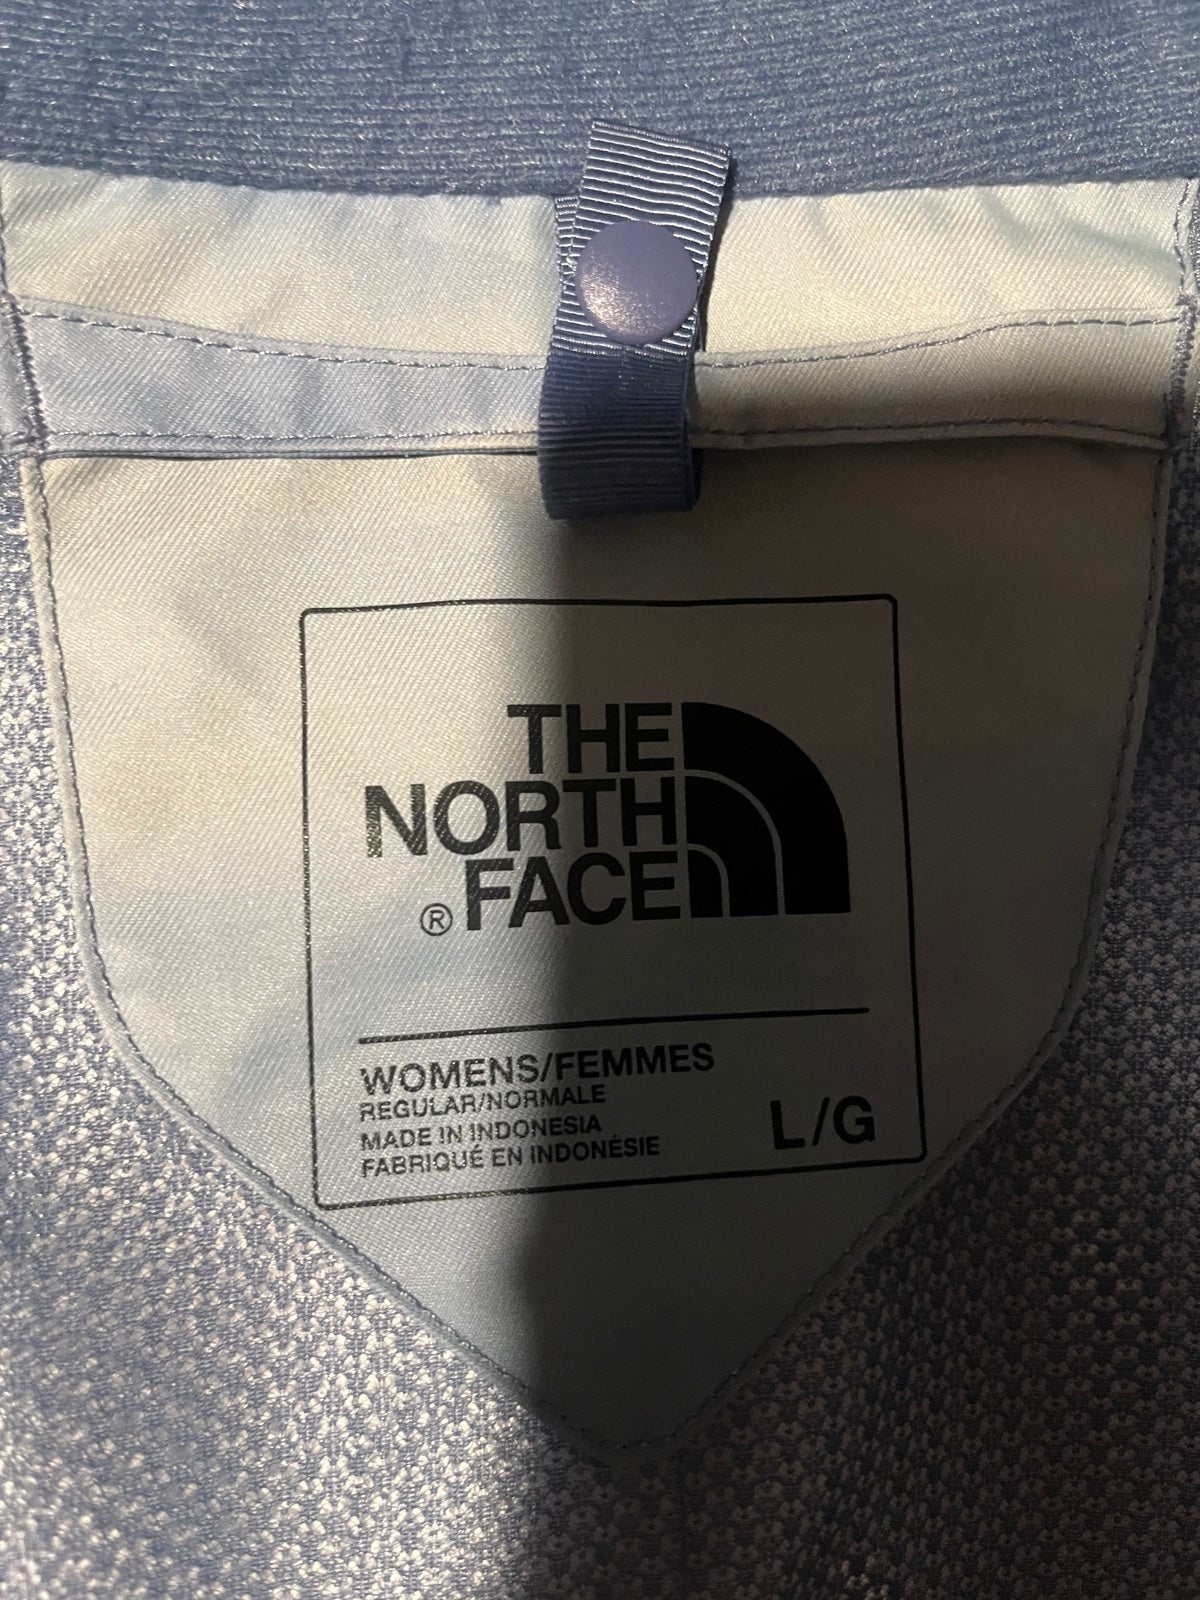 THE
NORTH
® FACE
WOMENS/FEMMES
REGULAR/NORMALE
MADE IN INDONESIA
FABRIQUÉ EN INDONÉSIE
L/G